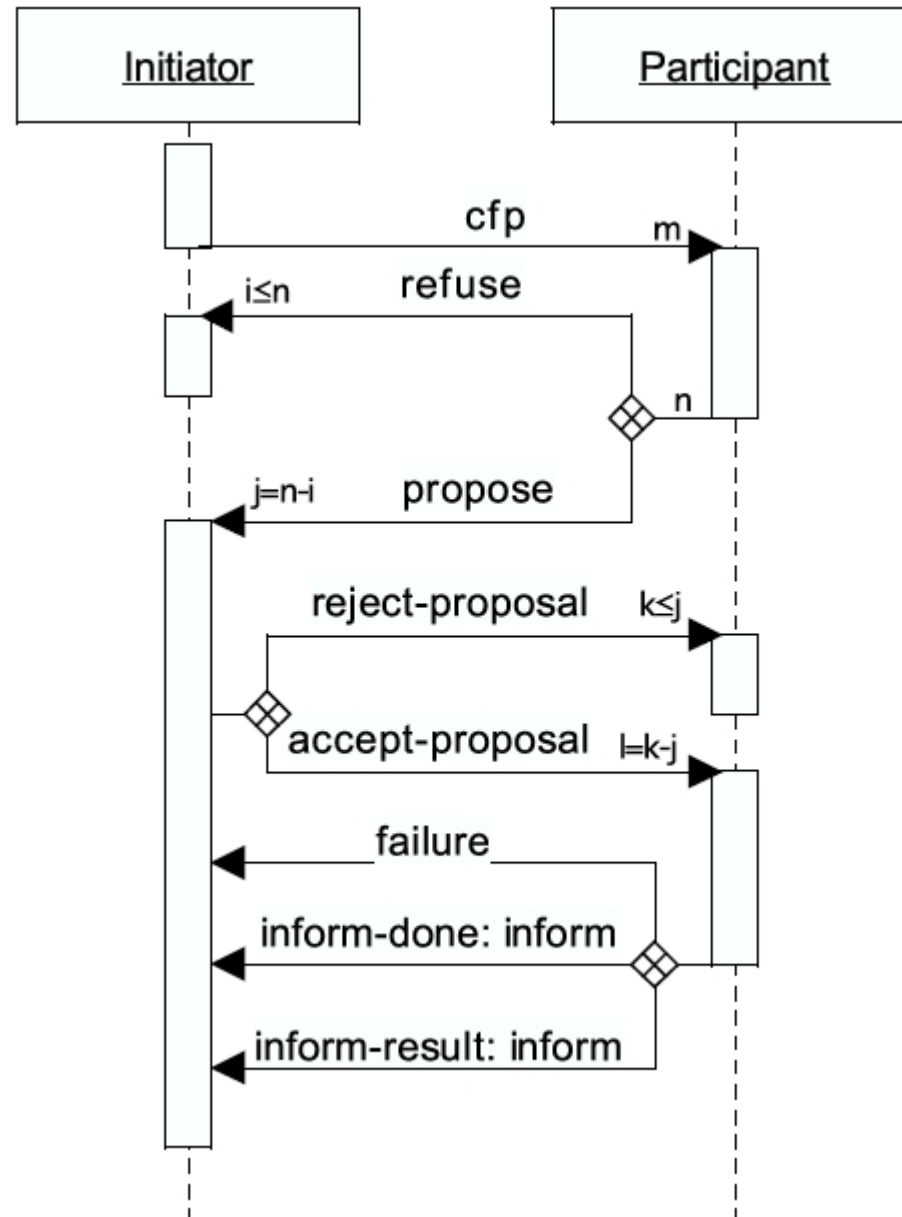 Initiator
Participant
cfp
m
i≤n
refuse
n
j=n-i
propose
reject-proposal
k≤j
accept-proposal
l=k-j
failure
inform-done: inform
inform-result: inform